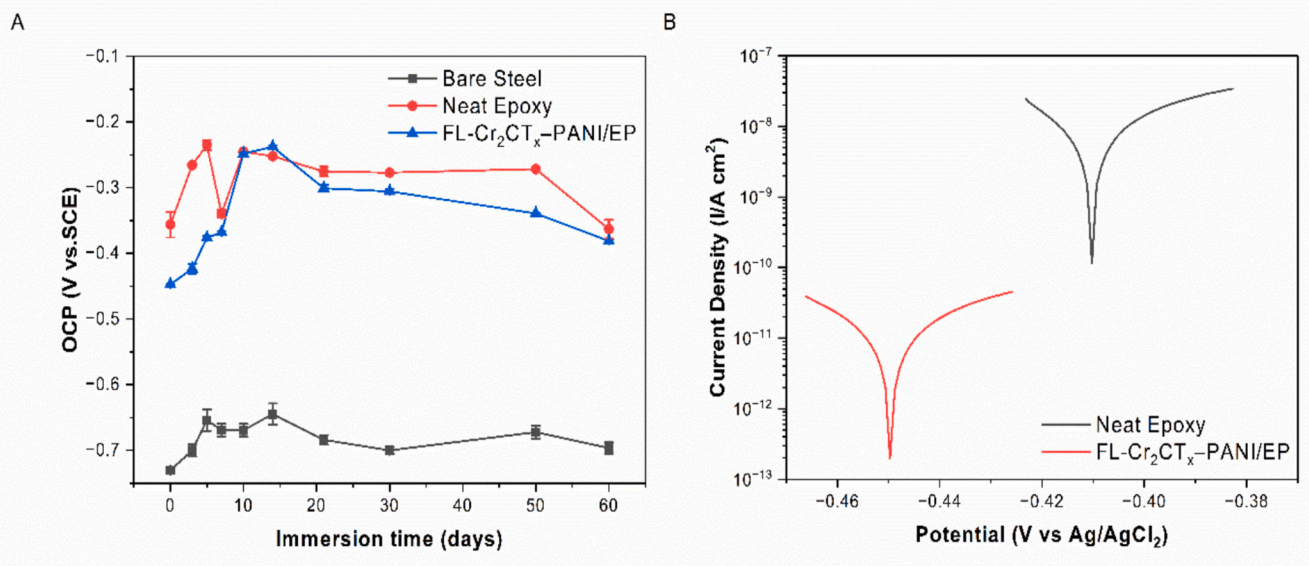 A
B
−0.1
−0.2
−0.3
−0.4
−0.5
−0.6
−0.7
OCP (V vs.SCE)
Bare Steel
Neat Epoxy
FL-Cr₂CTₓ–PANI/EP
0
10
20
30
40
50
60
Immersion time (days)
10⁻⁷
10⁻⁸
10⁻⁹
10⁻¹⁰
10⁻¹¹
10⁻¹²
10⁻¹³
Current Density (I/A cm²)
Neat Epoxy
FL-Cr₂CTₓ–PANI/EP
−0.46
−0.44
−0.42
−0.40
−0.38
Potential (V vs Ag/AgCl₂)